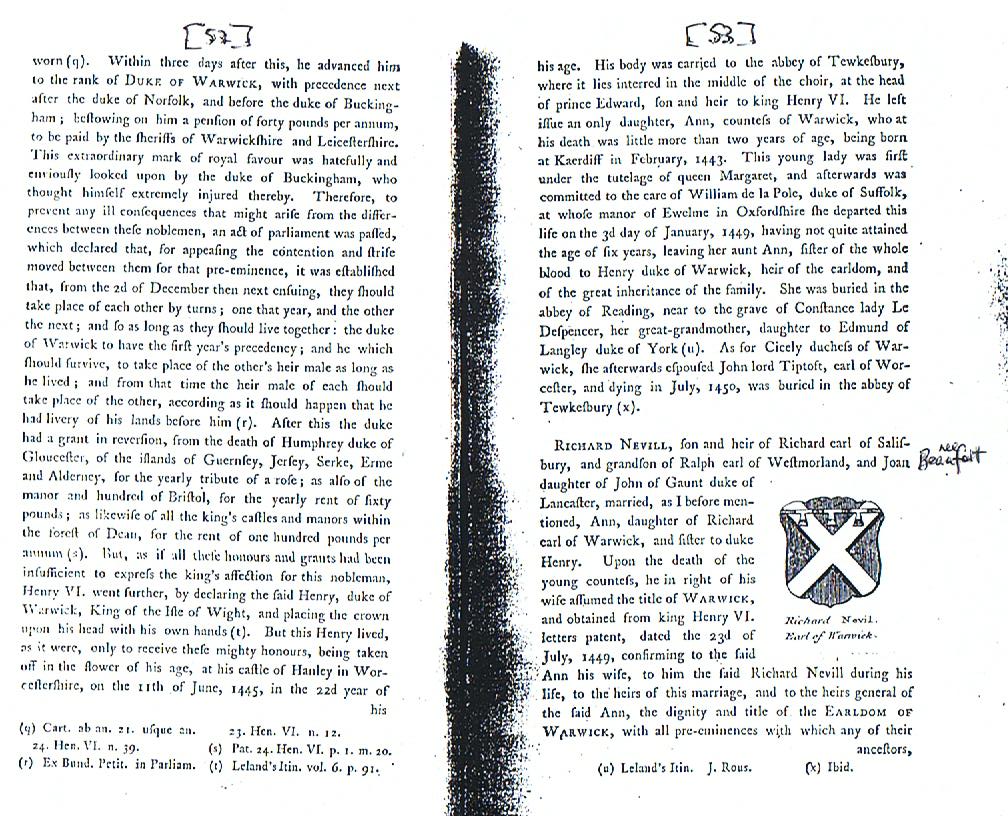 [52]
worn (q). Within three days after this, he advanced him
to the rank of DUKE OF WARWICK, with precedence next
after the duke of Norfolk, and before the duke of Bucking-
ham; beſtowing on him a penſion of forty pounds per annum,
to be paid by the ſheriffs of Warwickſhire and Leiceſterſhire.
This extraordinary mark of royal favour was hatefully and
enviouſly looked upon by the duke of Buckingham, who
thought himſelf extremely injured thereby. Therefore, to
prevent any ill conſequences that might ariſe from the differ-
ences between theſe noblemen, an act of parliament was paſſed,
which declared that, for appeaſing the contention and ſtriſe
moved between them for that pre-eminence, it was eſtabliſhed
that, from the 2d of December then next enſuing, they ſhould
take place of each other by turns; one that year, and the other
the next; and ſo as long as they ſhould live together: the duke
of Warwick to have the firſt year's precedency; and he which
ſhould ſurvive, to take place of the other's heir male as long as
he lived; and from that time the heir male of each ſhould
take place of the other, according as it ſhould happen that he
had livery of his lands before him (r). After this the duke
had a grant in reverſion, from the death of Humphrey duke of
Glouceſter, of the iſlands of Guernſey, Jerſey, Serke, Erme
and Alderney, for the yearly tribute of a roſe; as alſo of the
manor and hundred of Briſtol, for the yearly rent of ſixty
pounds; as likewiſe of all the king's caſtles and manors within
the foreſt of Dean, for the rent of one hundred pounds per
annum (s). But, as if all theſe honours and grants had been
inſufficient to expreſs the king's affection for this nobleman,
Henry VI. went further, by declaring the ſaid Henry, duke of
Warwick, King of the Iſle of Wight, and placing the crown
upon his head with his own hands (t). But this Henry lived,
as it were, only to receive theſe mighty honours, being taken
off in the flower of his age, at his caſtle of Hanley in Wor-
ceſterſhire, on the 11th of June, 1445, in the 22d year of
his
(q) Cart. ab an. 21. uſque an.
24. Hen. VI. n. 39.
(r) Ex Bund. Petit. in Parliam.
23. Hen. VI. n. 12.
(s) Pat. 24. Hen. VI. p. 1. m. 20.
(t) Leland's Itin. vol. 6. p. 91.
[53]
his age. His body was carried to the abbey of Tewkeſbury,
where it lies interred in the middle of the choir, at the head
of prince Edward, ſon and heir to king Henry VI. He left
iſſue an only daughter, Ann, counteſs of Warwick, who at
his death was little more than two years of age, being born
at Kaerdiff in February, 1443. This young lady was firſt
under the tutelage of queen Margaret, and afterwards was
committed to the care of William de la Pole, duke of Suffolk,
at whoſe manor of Ewelme in Oxfordſhire ſhe departed this
life on the 3d day of January, 1449, having not quite attained
the age of ſix years, leaving her aunt Ann, ſiſter of the whole
blood to Henry duke of Warwick, heir of the earldom, and
of the great inheritance of the family. She was buried in the
abbey of Reading, near to the grave of Conſtance lady Le
Deſpencer, her great-grandmother, daughter to Edmund of
Langley duke of York (u). As for Cicely ducheſs of War-
wick, ſhe afterwards eſpouſed John lord Tiptoft, earl of Wor-
ceſter, and dying in July, 1450, was buried in the abbey of
Tewkeſbury (x).
RICHARD NEVILL, ſon and heir of Richard earl of Saliſ-
bury, and grandſon of Ralph earl of Weſtmorland, and Joan
née
Beaufort
daughter of John of Gaunt duke of
Lancaſter, married, as I before men-
tioned, Ann, daughter of Richard
earl of Warwick, and ſiſter to duke
Henry. Upon the death of the
young counteſs, he in right of his
wife aſſumed the title of WARWICK,
and obtained from king Henry VI.
letters patent, dated the 23d of
July, 1449, confirming to the ſaid
Richard Nevil.
Earl of Warwick.
Ann his wife, to him the ſaid Richard Nevill during his
life, to the heirs of this marriage, and to the heirs general of
the ſaid Ann, the dignity and title of the EARLDOM OF
WARWICK, with all pre-eminences with which any of their
anceſtors,
(u) Leland's Itin. J. Rous. (x) Ibid.